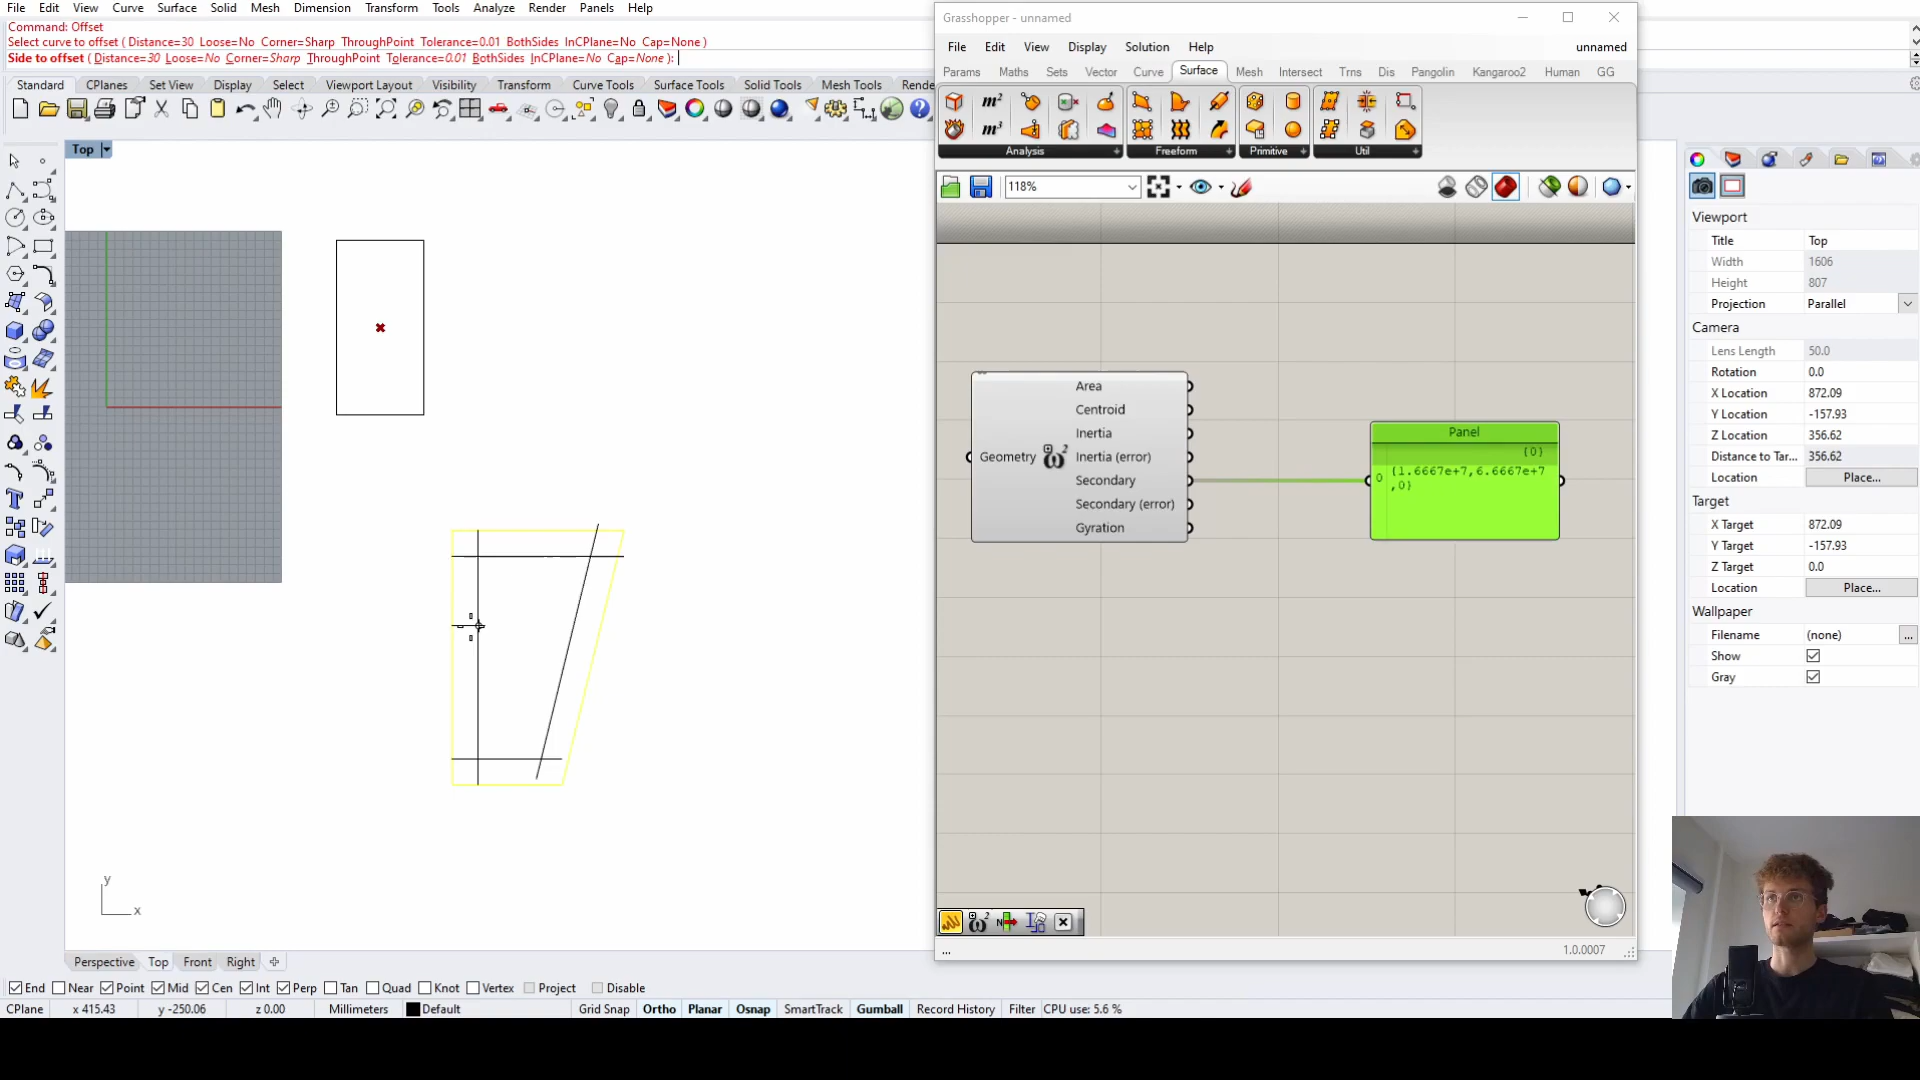 File Edit View Curve Surface Solid Mesh Dimension Transform Tools Analyze Render Panels Help
Command: Offset
Select curve to offset ( Distance=30 Loose=No Corner=Sharp ThroughPoint Tolerance=0.01 BothSides InCPlane=No Cap=None )
Side to offset ( Distance=30 Loose=No Corner=Sharp ThroughPoint Tolerance=0.01 BothSides InCPlane=No Cap=None ):
Standard CPlanes Set View Display Select Viewport Layout Visibility Transform Curve Tools Surface Tools Solid Tools Mesh Tools Rende
Top
y
x
Perspective Top Front Right
End Near Point Mid Cen Int Perp Tan Quad Knot Vertex Project Disable
CPlane x 415.43 y -250.06 z 0.00 Millimeters Default Grid Snap Ortho Planar Osnap SmartTrack Gumball Record History Filter CPU use: 5.6 %
Grasshopper - unnamed
File Edit View Display Solution Help unnamed
Params Maths Sets Vector Curve Surface Mesh Intersect Trns Dis Pangolin Kangaroo2 Human GG
m²
m³
Analysis Freeform Primitive Util
118%
Area
Centroid
Inertia
Geometry ω² Inertia (error)
Secondary
Secondary (error)
Gyration
Panel
{0}
0 {1.6667e+7,6.6667e+7
,0}
...
1.0.0007
Viewport
Title Top
Width 1606
Height 807
Projection Parallel
Camera
Lens Length 50.0
Rotation 0.0
X Location 872.09
Y Location -157.93
Z Location 356.62
Distance to Tar... 356.62
Location Place...
Target
X Target 872.09
Y Target -157.93
Z Target 0.0
Location Place...
Wallpaper
Filename (none) ...
Show
Gray